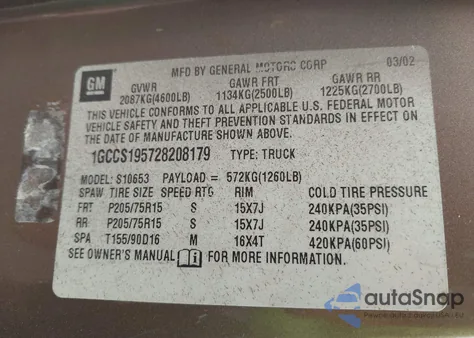 MFD BY GENERAL MOTORS CORP 03/02
GM
GVWR GAWR FRT GAWR RR
2087KG(4600LB) 1134KG(2500LB) 1225KG(2700LB)
THIS VEHICLE CONFORMS TO ALL APPLICABLE U.S. FEDERAL MOTOR
VEHICLE SAFETY AND THEFT PREVENTION STANDARDS IN EFFECT ON
THE DATE OF MANUFACTURE SHOWN ABOVE.
1GCCS195728208179 TYPE: TRUCK
MODEL: S10653 PAYLOAD = 572KG(1260LB)
SPAW TIRE SIZE SPEED RTG RIM COLD TIRE PRESSURE
FRT P205/75R15 S 15X7J 240KPA(35PSI)
RR P205/75R15 S 15X7J 240KPA(35PSI)
SPA T155/90D16 M 16X4T 420KPA(60PSI)
SEE OWNER'S MANUAL i FOR MORE INFORMATION.
autoSnap